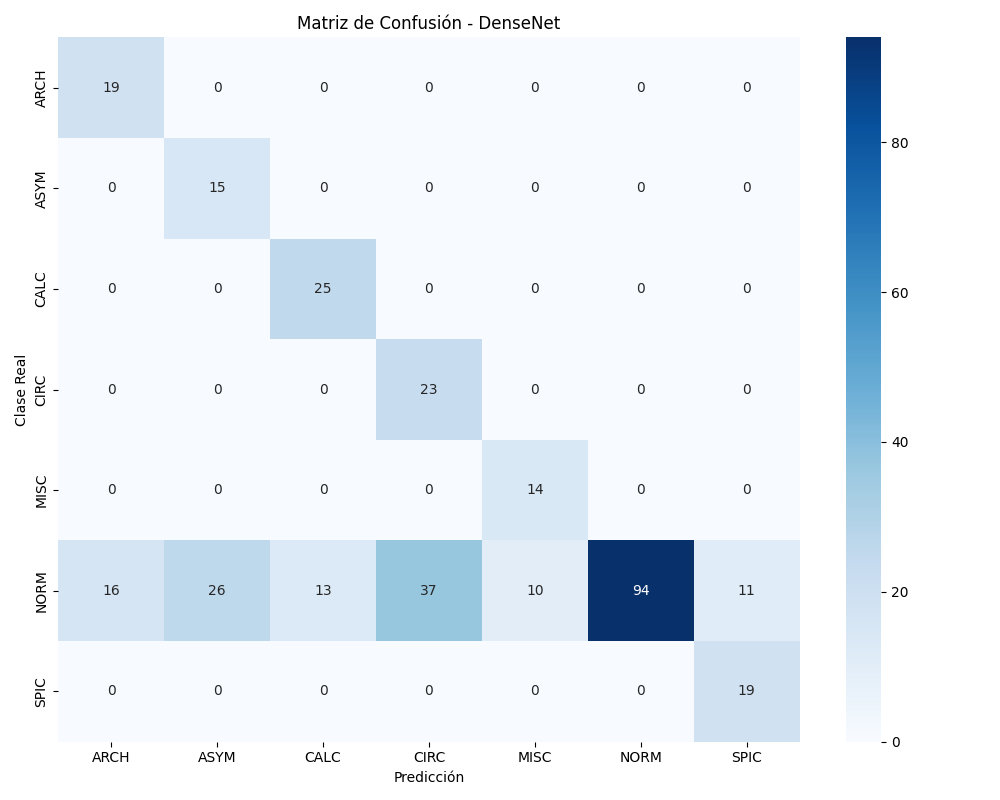 Matriz de Confusión - DenseNet
ARCH 19 0 0 0 0 0 0
ASYM 0 15 0 0 0 0 0
CALC 0 0 25 0 0 0 0
CIRC 0 0 0 23 0 0 0
MISC 0 0 0 0 14 0 0
NORM 16 26 13 37 10 94 11
SPIC 0 0 0 0 0 0 19
ARCH ASYM CALC CIRC MISC NORM SPIC
Predicción
Clase Real
80
60
40
20
0